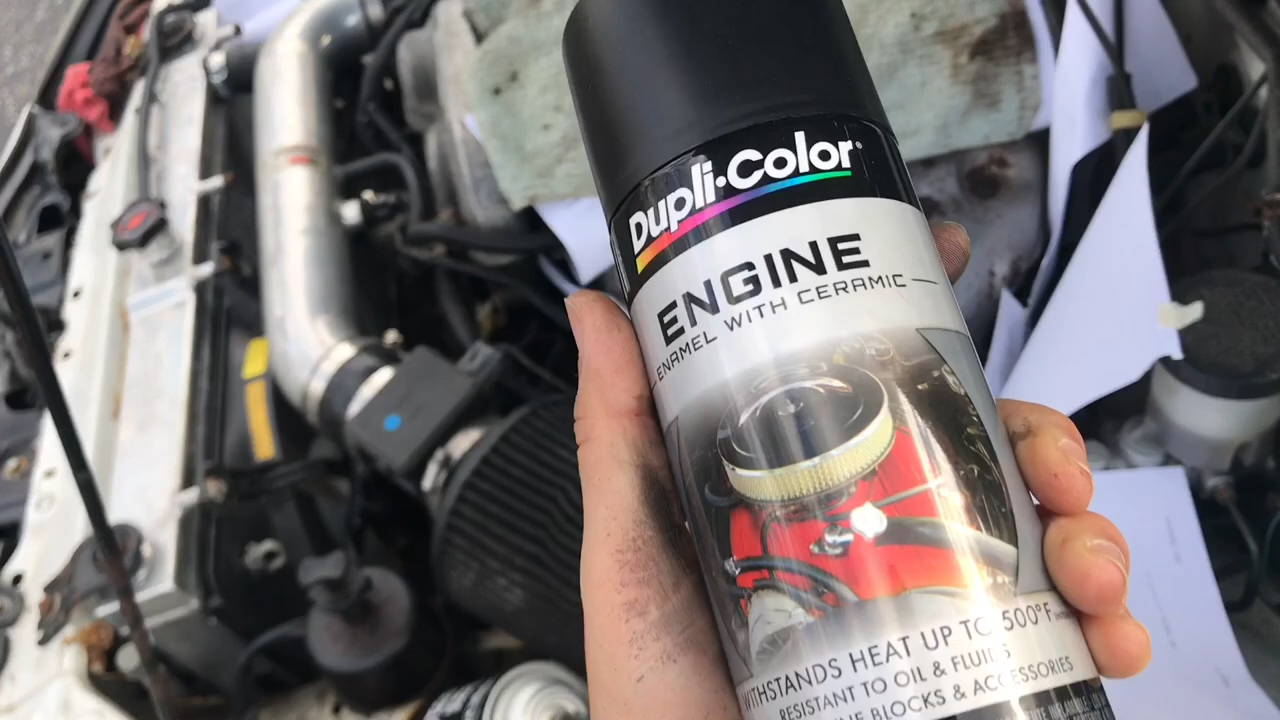 Dupli-Color®
ENGINE
ENAMEL WITH CERAMIC
WITHSTANDS HEAT UP TO 500°F
RESISTANT TO OIL & FLUIDS
BLOCKS & ACCESSORIES